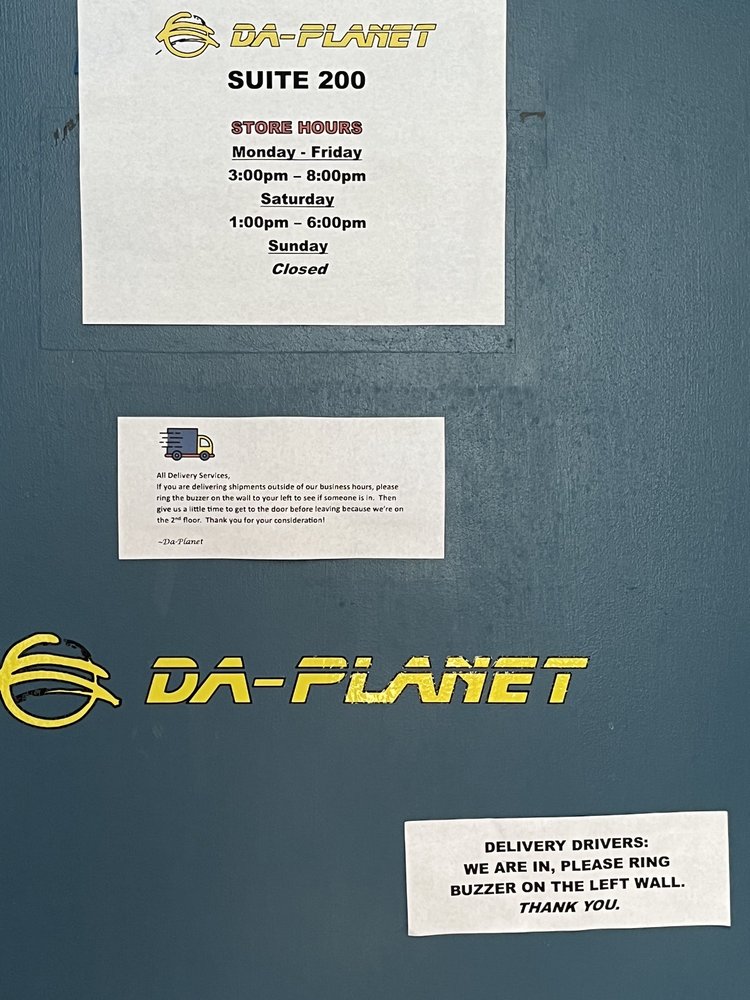 DA-PLANET
SUITE 200
STORE HOURS
Monday - Friday
3:00pm – 8:00pm
Saturday
1:00pm – 6:00pm
Sunday
Closed
All Delivery Services,
If you are delivering shipments outside of our business hours, please
ring the buzzer on the wall to your left to see if someone is in. Then
give us a little time to get to the door before leaving because we're on
the 2nd floor. Thank you for your consideration!
~Da-Planet
DA-PLANET
DELIVERY DRIVERS:
WE ARE IN, PLEASE RING
BUZZER ON THE LEFT WALL.
THANK YOU.